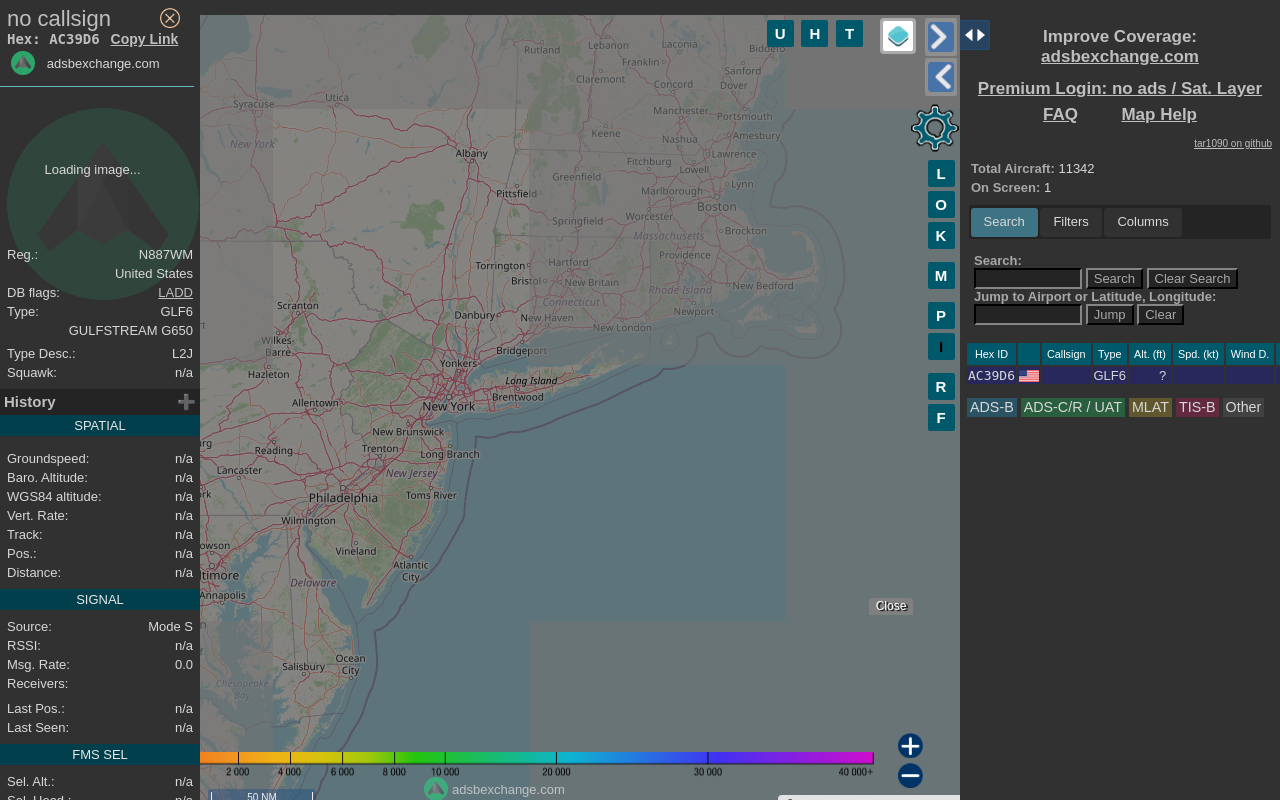 no callsign
Hex: AC39D6 Copy Link
adsbexchange.com
Loading image...
Reg.: N887WM
United States
DB flags: LADD
Type: GLF6
GULFSTREAM G650
Type Desc.: L2J
Squawk: n/a
History
SPATIAL
Groundspeed: n/a
Baro. Altitude: n/a
WGS84 altitude: n/a
Vert. Rate: n/a
Track: n/a
Pos.: n/a
Distance: n/a
SIGNAL
Source: Mode S
RSSI: n/a
Msg. Rate: 0.0
Receivers:
Last Pos.: n/a
Last Seen: n/a
FMS SEL
Sel. Alt.: n/a
U H T
Rutland
Lebanon
Laconia
Franklin
Sanford
Claremont
Concord
Dover
Syracuse
Utica
Manchester
Portsmouth
Keene
Nashua
Amesbury
New York
Albany
Fitchburg
Lawrence
Greenfield
Lowell
Pittsfield
Marlborough
Lynn
Worcester
Boston
Springfield
Massachusetts
Brockton
Torrington
Hartford
Providence
Bristol
New Britain
Rhode Island
New Bedford
Connecticut
Scranton
Danbury
New Haven
Newport
New London
Wilkes-
Barre
Bridgeport
Hazleton
Yonkers
Long Island
Allentown
New York
Brentwood
New Brunswick
Reading
Trenton
Long Branch
Lancaster
New Jersey
Philadelphia
Toms River
Wilmington
Vineland
Atlantic
City
Delaware
Annapolis
Ocean
City
Salisbury
Chesapeake
Bay
L
O
K
M
P
I
R
F
Close
2 000 4 000 6 000 8 000 10 000 20 000 30 000 40 000+
adsbexchange.com
50 NM
Improve Coverage:
adsbexchange.com
Premium Login: no ads / Sat. Layer
FAQ Map Help
tar1090 on github
Total Aircraft: 11342
On Screen: 1
Search Filters Columns
Search:
Search Clear Search
Jump to Airport or Latitude, Longitude:
Jump Clear
Hex ID Callsign Type Alt. (ft) Spd. (kt) Wind D.
AC39D6 GLF6 ?
ADS-B ADS-C/R / UAT MLAT TIS-B Other